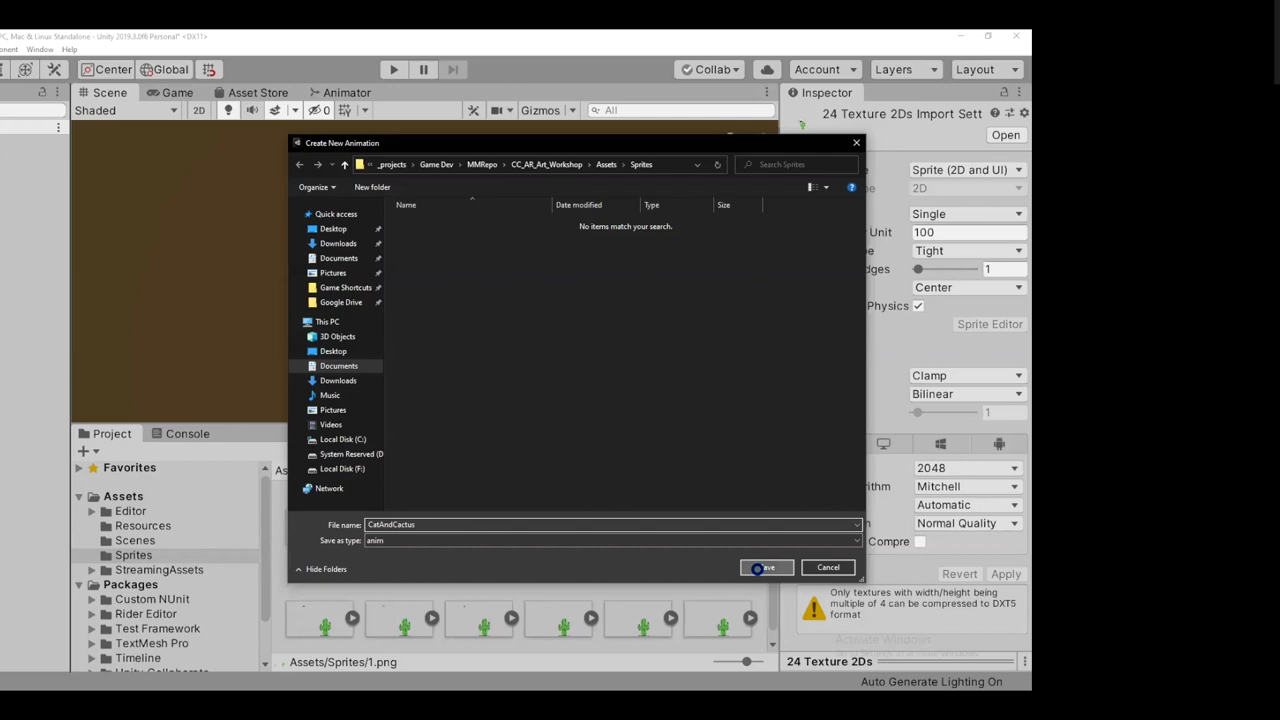 PC, Mac & Linux Standalone - Unity 2019.3.0f6 Personal* <DX11>
Window Help
Center Global Collab Account Layers Layout
Scene Game Asset Store Animator Inspector
Shaded 2D 0 Gizmos All
24 Texture 2Ds Import Sett
Open
Create New Animation
_projects Game Dev MMRepo CC_AR_Art_Workshop Assets Sprites Search Sprites
Organize New folder
Name Date modified Type Size
No items match your search.
Quick access
Desktop
Downloads
Documents
Pictures
Game Shortcuts
Google Drive
This PC
3D Objects
Desktop
Documents
Downloads
Music
Pictures
Videos
Local Disk (C:)
System Reserved (D
Local Disk (F:)
Network
File name: CatAndCactus
Save as type: anim
Hide Folders
Save Cancel
Sprite (2D and UI)
2D
Single
Unit 100
Tight
1
Center
Physics
Sprite Editor
Clamp
Bilinear
1
2048
Mitchell
Automatic
Normal Quality
Compre
Revert Apply
Only textures with width/height being
multiple of 4 can be compressed to DXT5
format
Activate Windows
24 Texture 2Ds
Auto Generate Lighting On
Project Console
Favorites
Assets
Editor
Resources
Scenes
Sprites
StreamingAssets
Packages
Custom NUnit
Rider Editor
Test Framework
TextMesh Pro
Timeline
Assets/Sprites/1.png